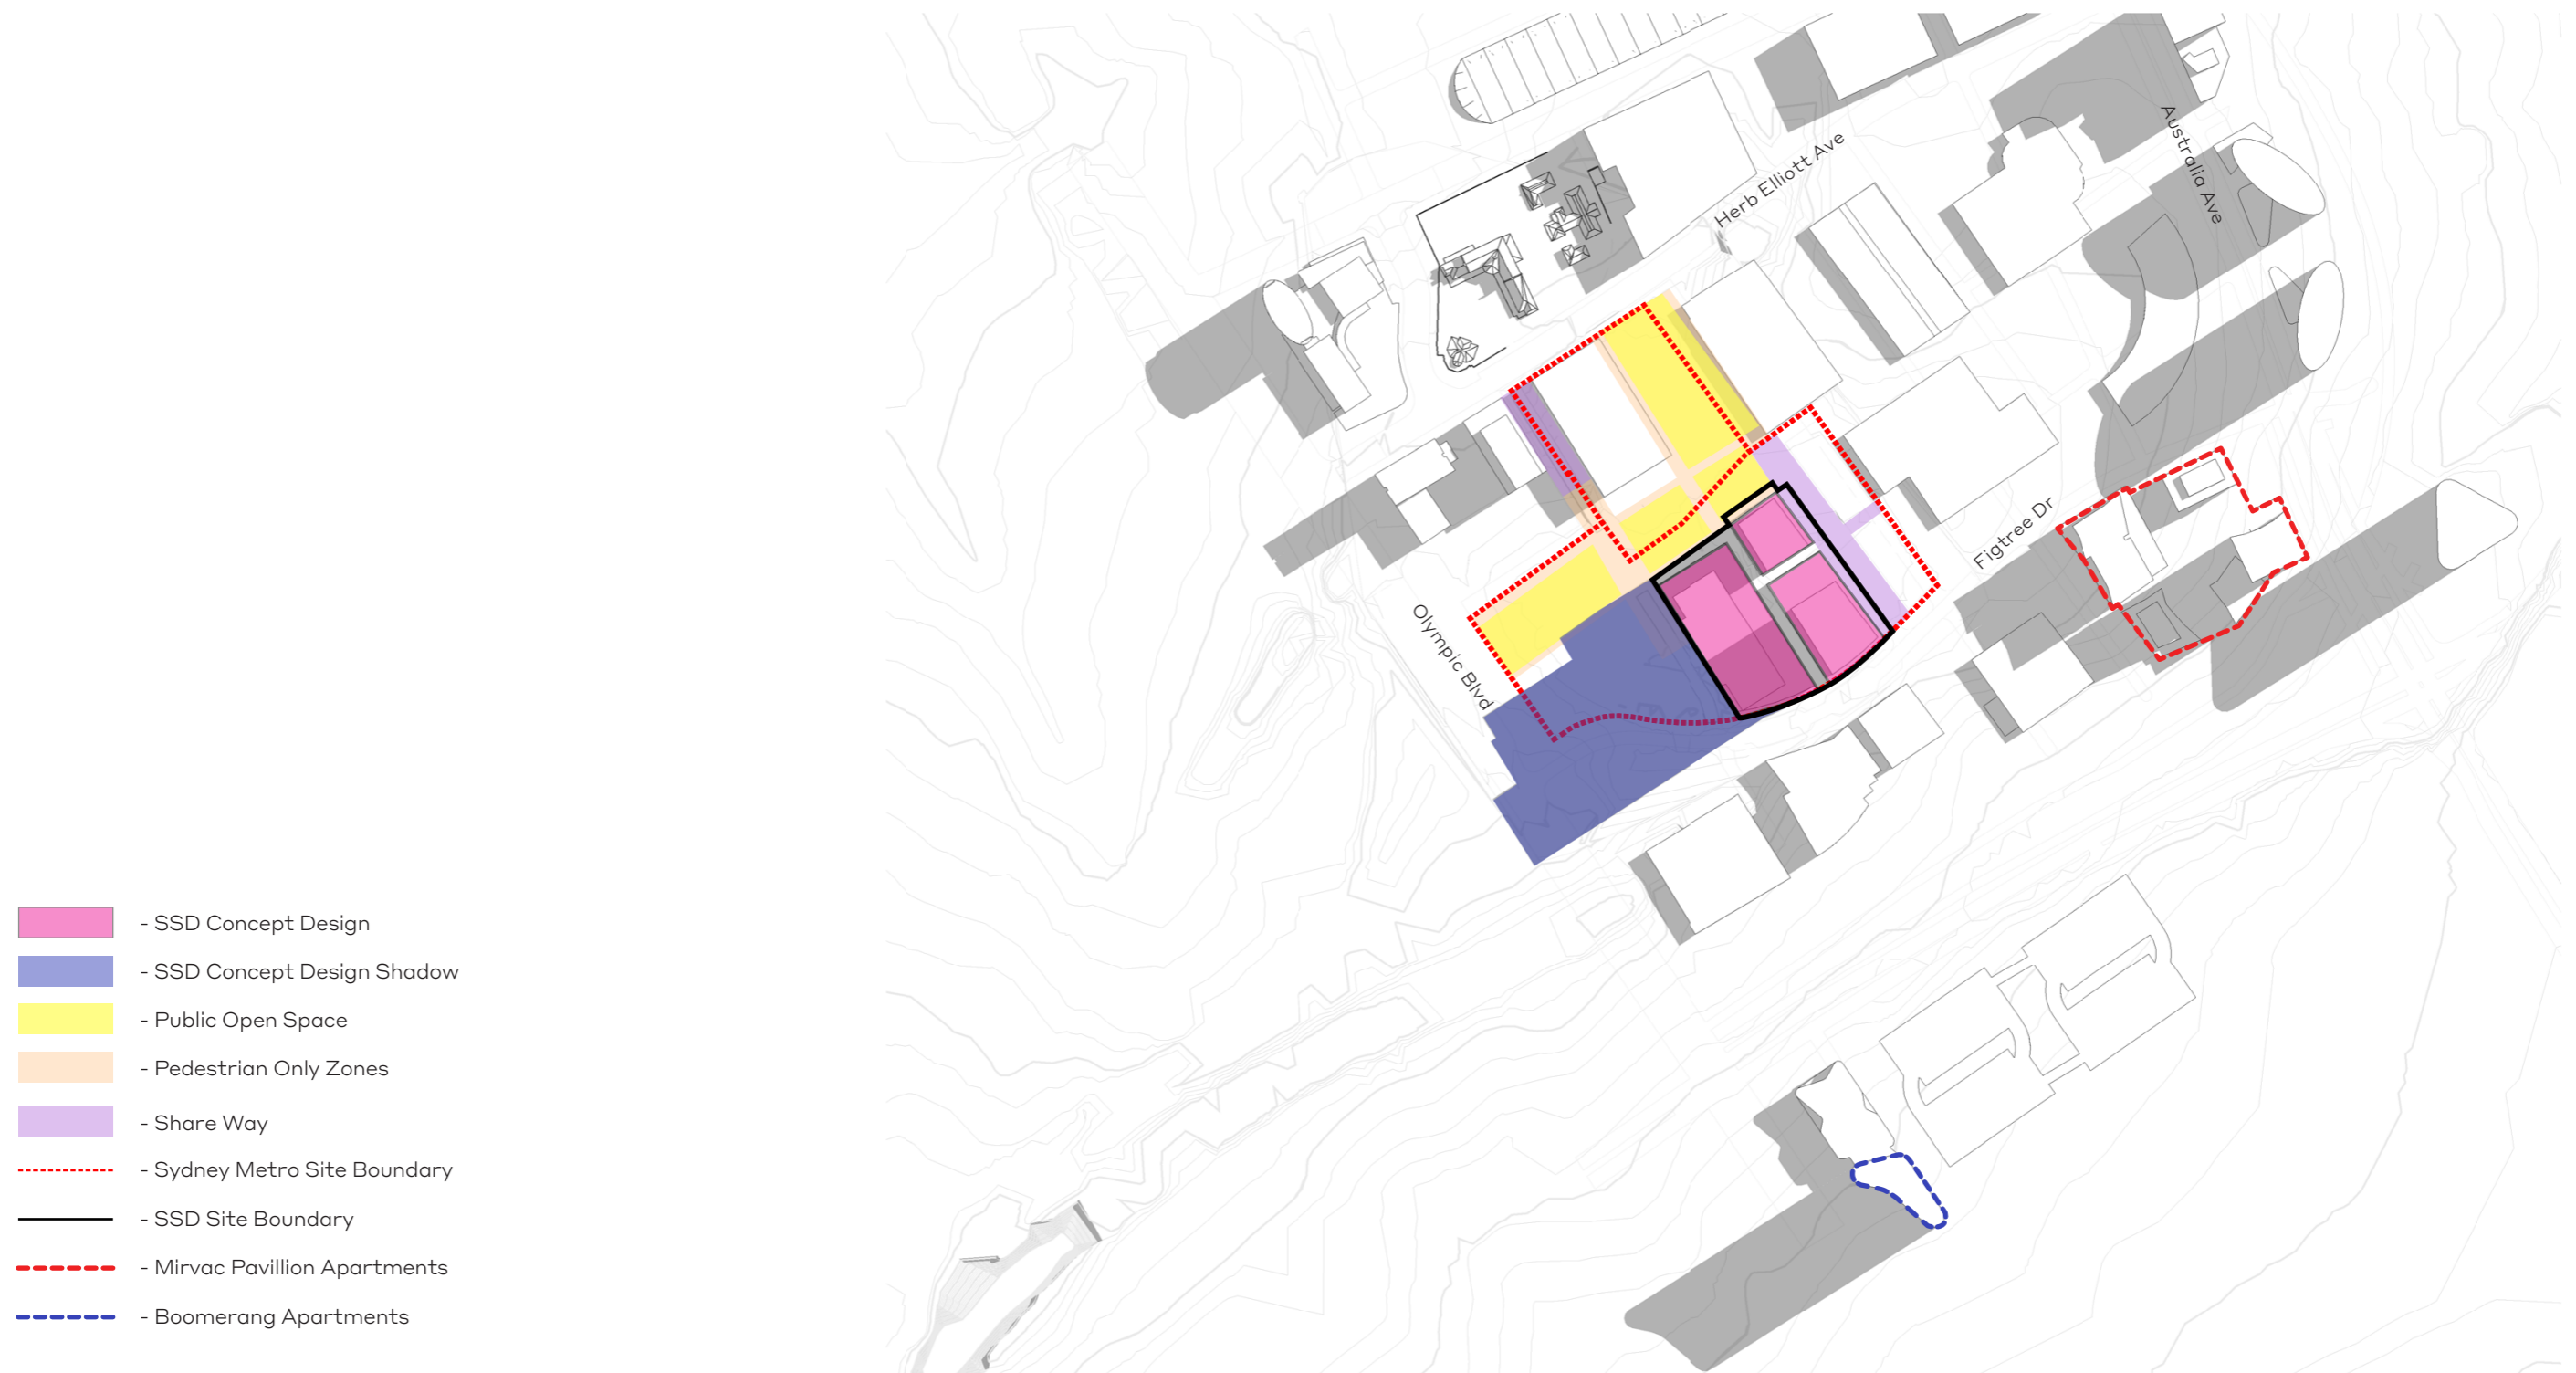 Herb Elliott Ave
Australia Ave
Figtree Dr
Olympic Blvd
- SSD Concept Design
- SSD Concept Design Shadow
- Public Open Space
- Pedestrian Only Zones
- Share Way
- Sydney Metro Site Boundary
- SSD Site Boundary
- Mirvac Pavillion Apartments
- Boomerang Apartments